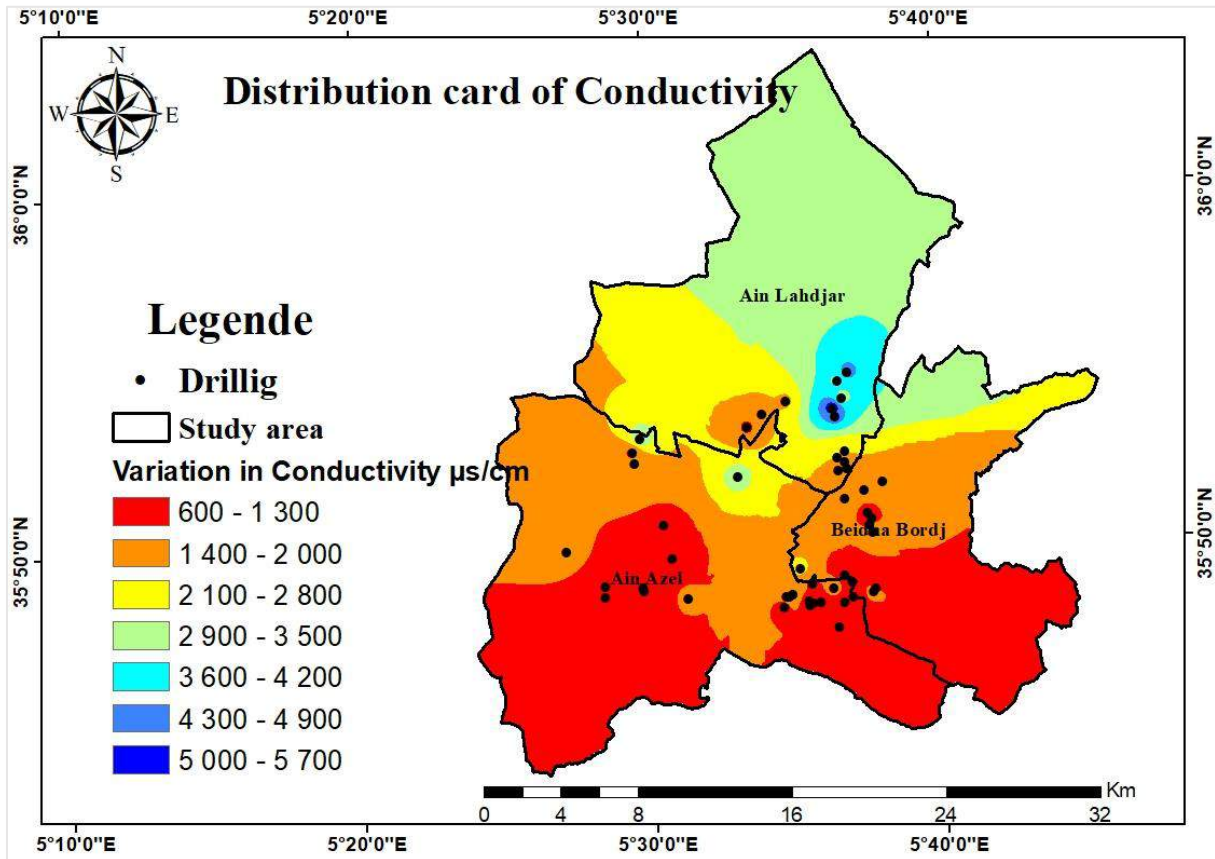 5°10'0"E 5°20'0"E 5°30'0"E 5°40'0"E
N
W E
S
Distribution card of Conductivity
36°0'0"N
36°0'0"N
Ain Lahdjar
Legende
Drillig
Study area
Variation in Conductivity µs/cm
600 - 1 300
1 400 - 2 000
2 100 - 2 800
2 900 - 3 500
3 600 - 4 200
4 300 - 4 900
5 000 - 5 700
35°50'0"N
35°50'0"N
Beidha Bordj
Ain Azel
Km
0 4 8 16 24 32
5°10'0"E 5°20'0"E 5°30'0"E 5°40'0"E